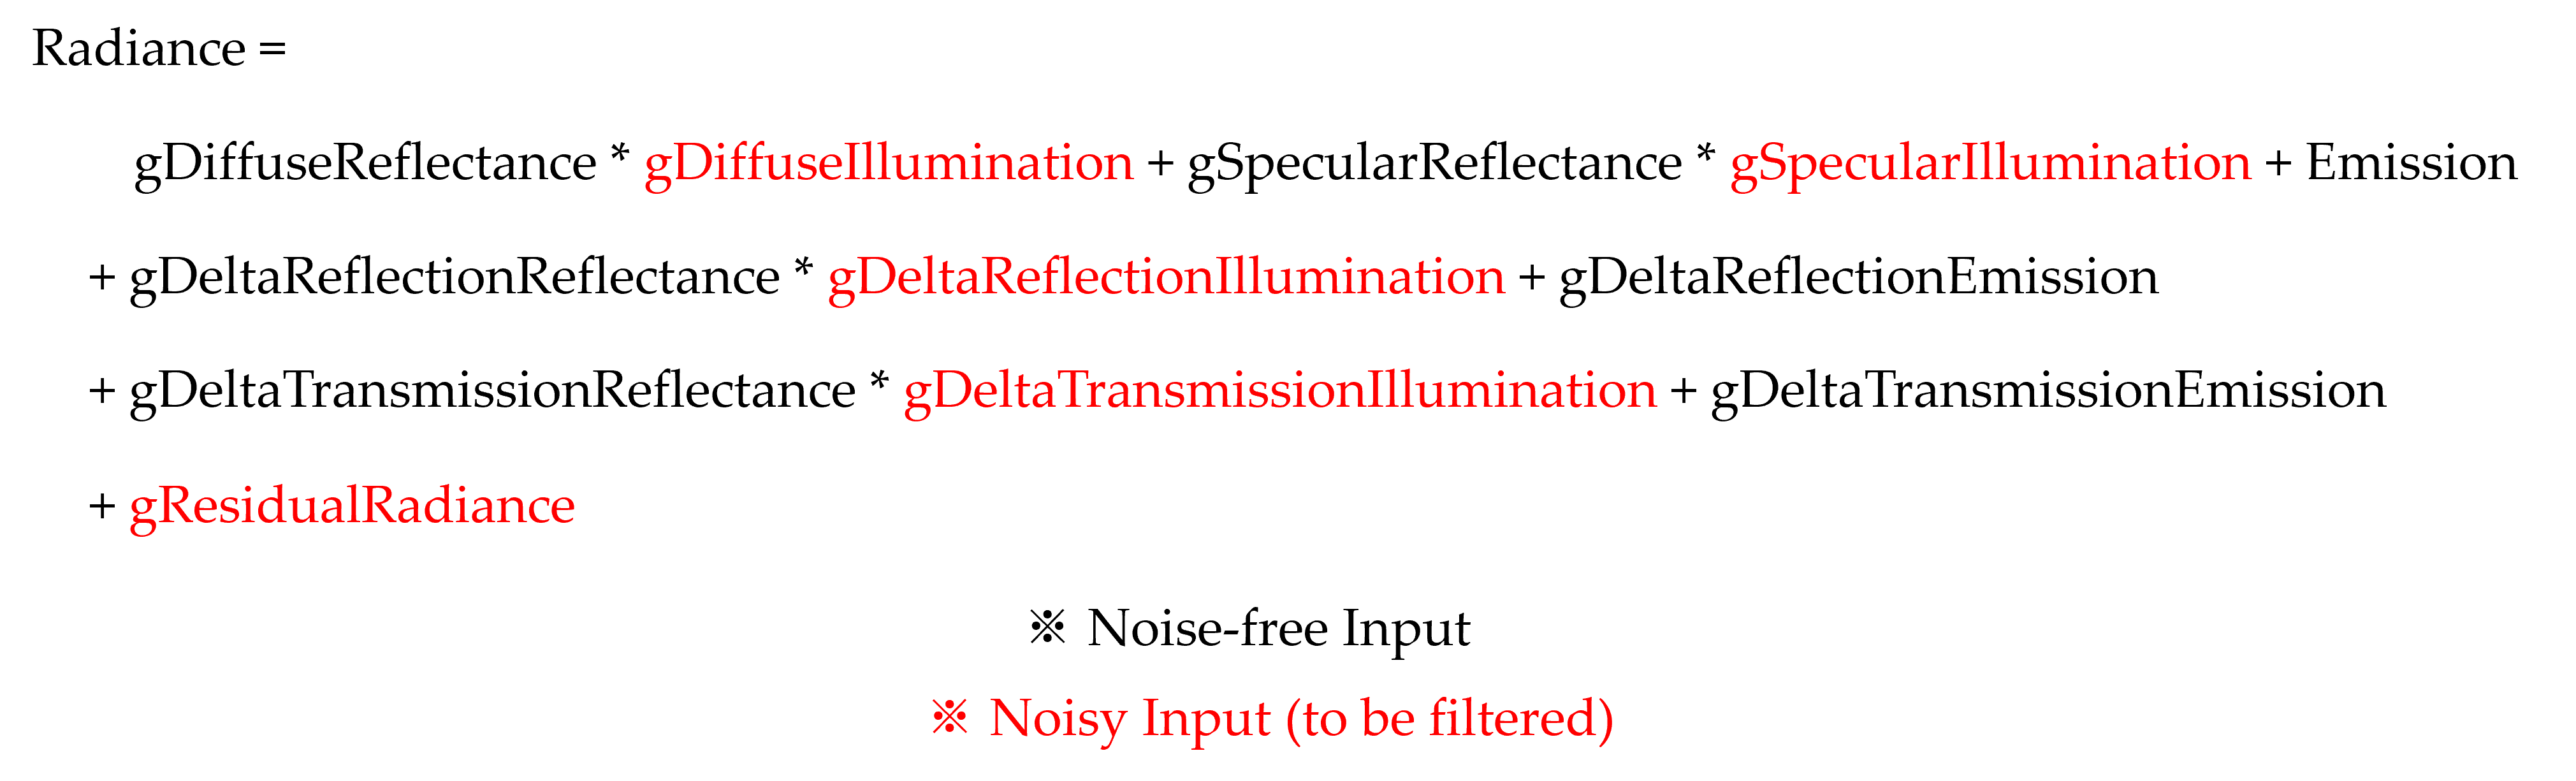 Radiance =
gDiffuseReflectance * gDiffuseIllumination + gSpecularReflectance * gSpecularIllumination + Emission
+ gDeltaReflectionReflectance * gDeltaReflectionIllumination + gDeltaReflectionEmission
+ gDeltaTransmissionReflectance * gDeltaTransmissionIllumination + gDeltaTransmissionEmission
+ gResidualRadiance
※ Noise-free Input
※ Noisy Input (to be filtered)